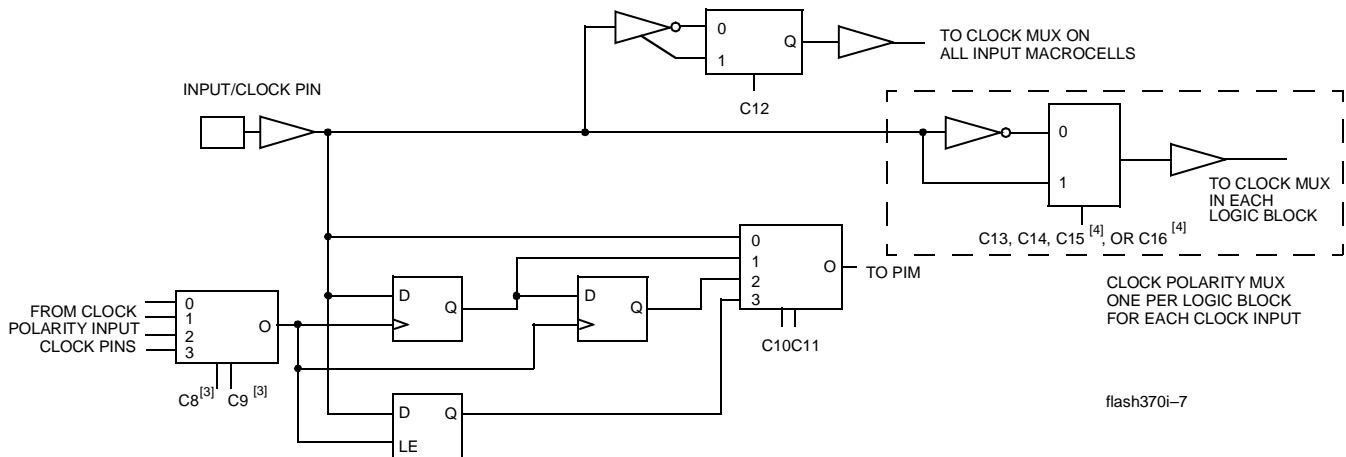 0
Q
1
TO CLOCK MUX ON
ALL INPUT MACROCELLS
C12
INPUT/CLOCK PIN
0
1
TO CLOCK MUX
IN EACH
LOGIC BLOCK
C13, C14, C15 [4], OR C16 [4]
0
1
2
3
O
TO PIM
C10C11
CLOCK POLARITY MUX
ONE PER LOGIC BLOCK
FOR EACH CLOCK INPUT
D
Q
D
Q
FROM CLOCK
POLARITY INPUT
CLOCK PINS
0
1
2
3
O
C8[3] C9 [3]
D
Q
LE
flash370i–7